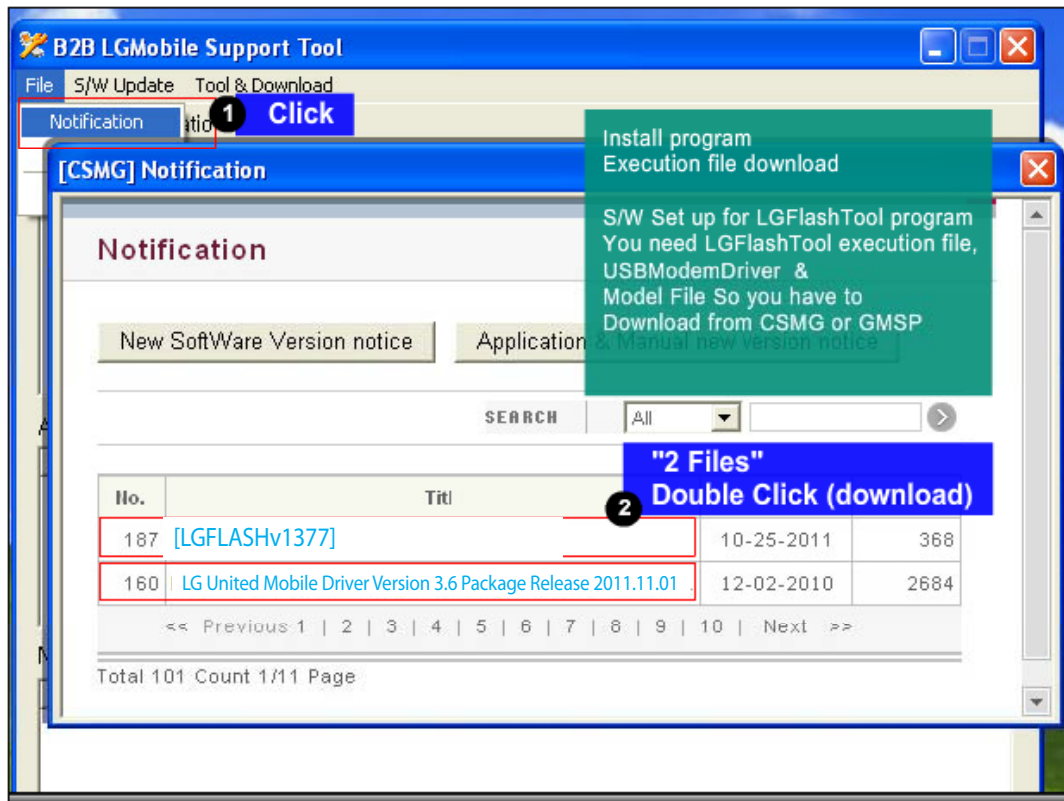 B2B LGMobile Support Tool
File S/W Update Tool & Download
Notification
1 Click
Install program
Execution file download
S/W Set up for LGFlashTool program
You need LGFlashTool execution file,
USBModemDriver &
Model File So you have to
Download from CSMG or GMSP
[CSMG] Notification
Notification
New SoftWare Version notice
Application & Manual new version notice
SEARCH All
"2 Files"
2 Double Click (download)
No. Titl
187 [LGFLASHv1377] 10-25-2011 368
160 LG United Mobile Driver Version 3.6 Package Release 2011.11.01 . 12-02-2010 2684
<< Previous 1 | 2 | 3 | 4 | 5 | 6 | 7 | 8 | 9 | 10 | Next >>
Total 101 Count 1/11 Page